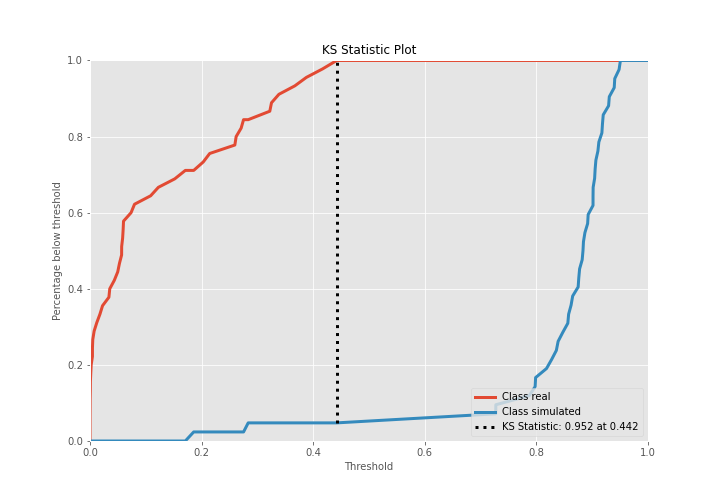 KS Statistic Plot
1.0
0.8
0.6
0.4
0.2
0.0
Percentage below threshold
0.0 0.2 0.4 0.6 0.8 1.0
Threshold
Class real
Class simulated
KS Statistic: 0.952 at 0.442